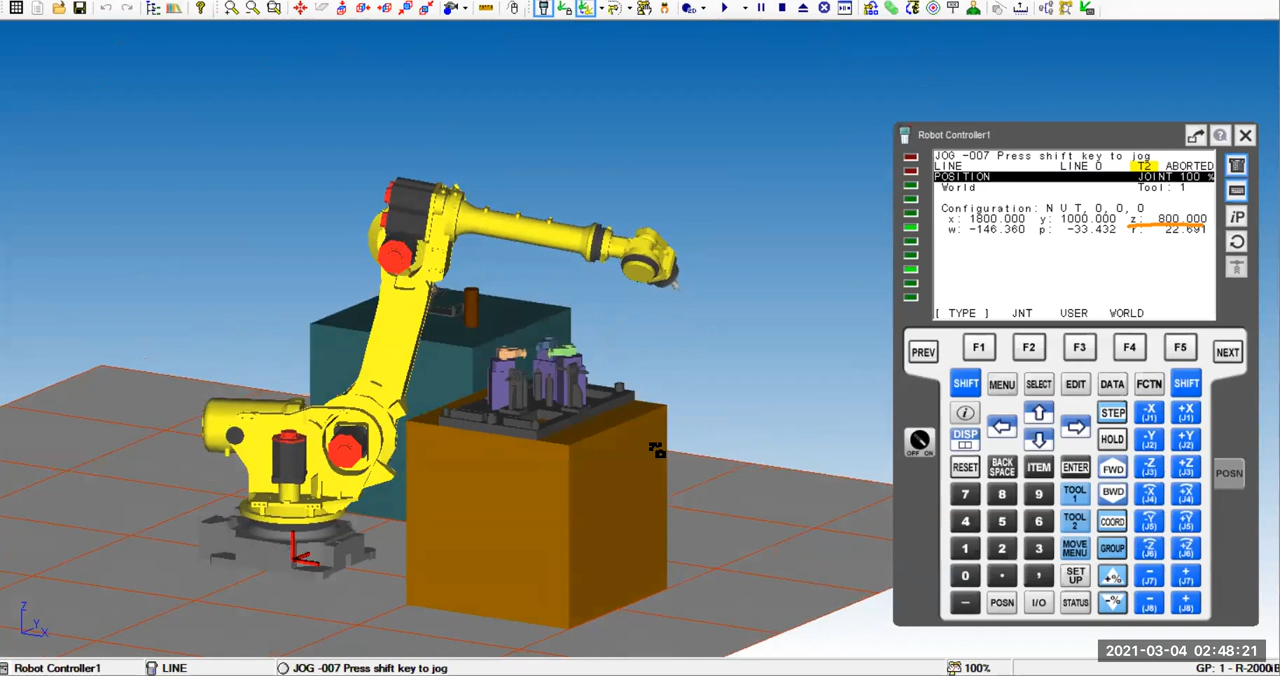 Robot Controller1
JOG -007 Press shift key to jog
LINE LINE 0 T2 ABORTED
POSITION JOINT 100 %
World Tool: 1
Configuration: N U T, 0, 0, 0
x: 1800.000 y: 1000.000 z: 800.000
w: -146.360 p: -33.432 r: 22.691
[ TYPE ] JNT USER WORLD
PREV F1 F2 F3 F4 F5 NEXT
SHIFT MENU SELECT EDIT DATA FCTN SHIFT
i STEP -X (J1) +X (J1)
DISP HOLD -Y (J2) +Y (J2)
OFF ON
RESET BACK SPACE ITEM ENTER FWD -Z (J3) +Z (J3) POSN
7 8 9 TOOL 1 BWD -X (J4) +X (J4)
4 5 6 TOOL 2 COORD -Y (J5) +Y (J5)
1 2 3 MOVE MENU GROUP -Z (J6) +Z (J6)
0 . , SET UP +% - (J7) + (J7)
- POSN I/O STATUS -% - (J8) + (J8)
iP
Z
Y
X
2021-03-04 02:48:21
Robot Controller1 LINE JOG -007 Press shift key to jog 100% GP: 1 - R-2000iB